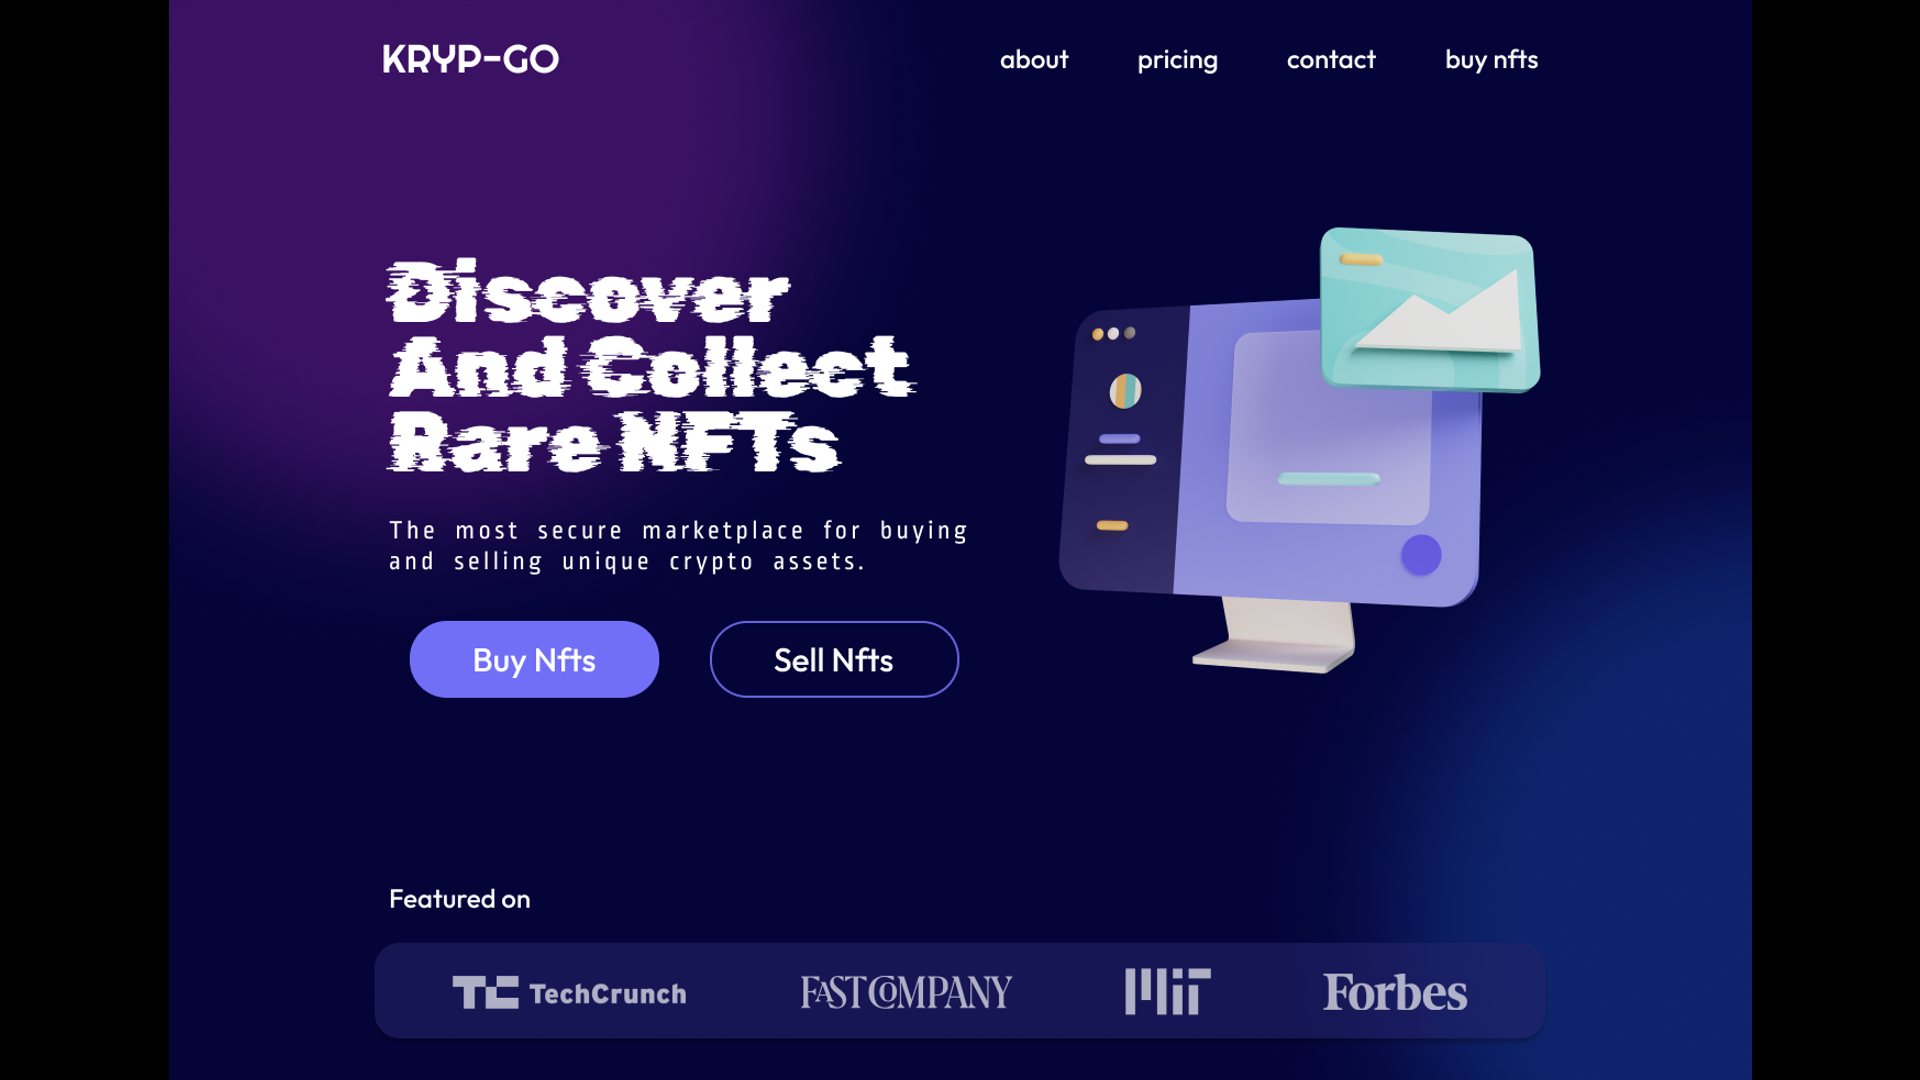 KRYP-GO
about pricing contact buy nfts
Discover
And Collect
Rare NFTs
The most secure marketplace for buying
and selling unique crypto assets.
Buy Nfts Sell Nfts
Featured on
TC TechCrunch FAST COMPANY MIT Forbes